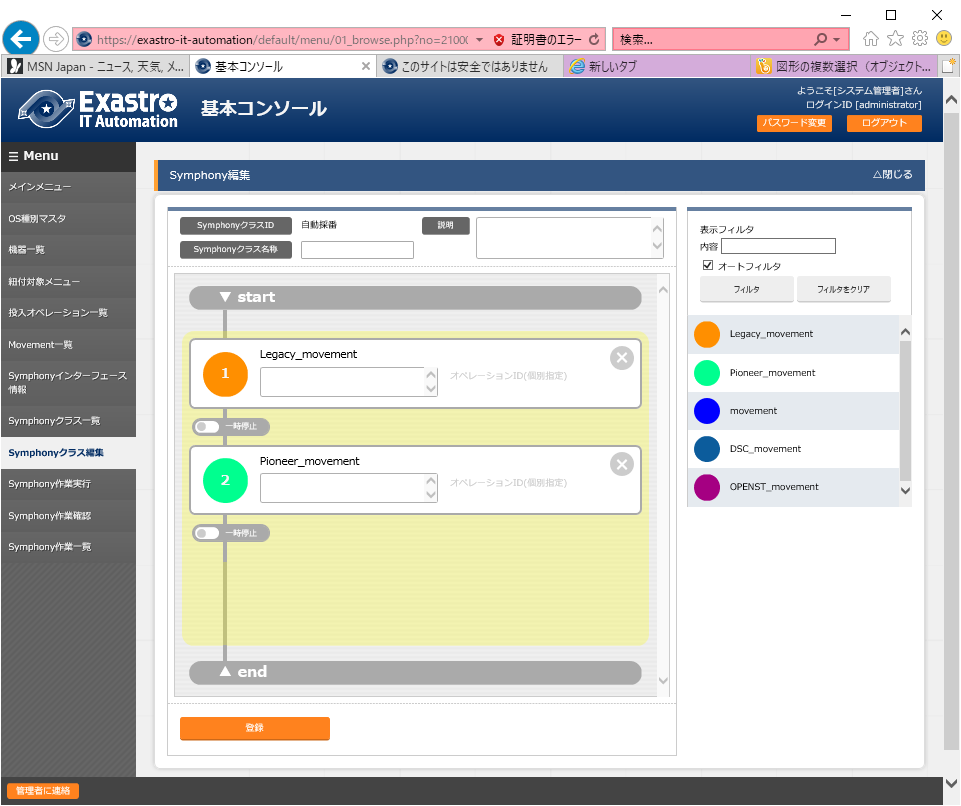 https://exastro-it-automation/default/menu/01_browse.php?no=2100
証明書のエラー
検索...
MSN Japan - ニュース, 天気, メ...
基本コンソール
このサイトは安全ではありません
新しいタブ
図形の複数選択（オブジェクト...
Exastro
IT Automation
基本コンソール
ようこそ[システム管理者]さん
ログインID [administrator]
パスワード変更
ログアウト
Menu
メインメニュー
OS種別マスタ
機器一覧
紐付対象メニュー
投入オペレーション一覧
Movement一覧
Symphonyインターフェース
情報
Symphonyクラス一覧
Symphonyクラス編集
Symphony作業実行
Symphony作業確認
Symphony作業一覧
Symphony編集
△閉じる
SymphonyクラスID
自動採番
説明
Symphonyクラス名称
▼ start
1
Legacy_movement
オペレーションID(個別指定)
一時停止
2
Pioneer_movement
オペレーションID(個別指定)
一時停止
▲ end
登録
表示フィルタ
内容
オートフィルタ
フィルタ
フィルタをクリア
Legacy_movement
Pioneer_movement
movement
DSC_movement
OPENST_movement
管理者に連絡